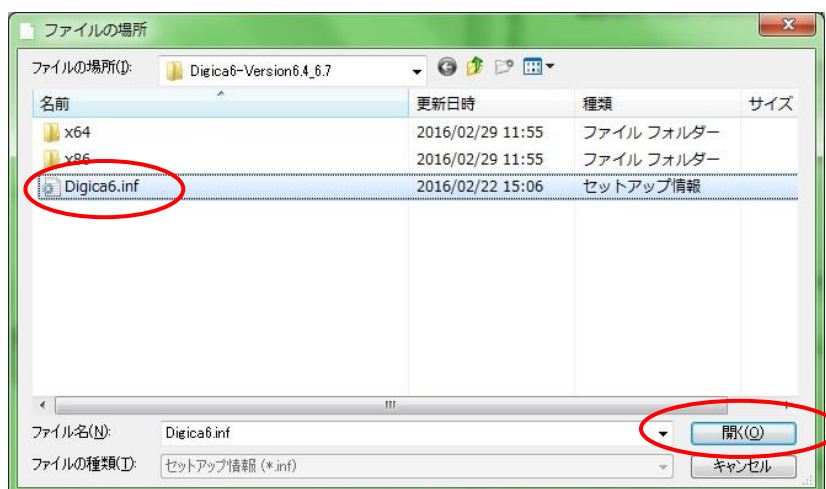 ファイルの場所
ファイルの場所(I): Digica6-Version6.4_6.7
名前 更新日時 種類 サイズ
x64 2016/02/29 11:55 ファイル フォルダー
x86 2016/02/29 11:55 ファイル フォルダー
Digica6.inf 2016/02/22 15:06 セットアップ情報
ファイル名(N): Digica6.inf 開く(O)
ファイルの種類(T): セットアップ情報 (*.inf) キャンセル